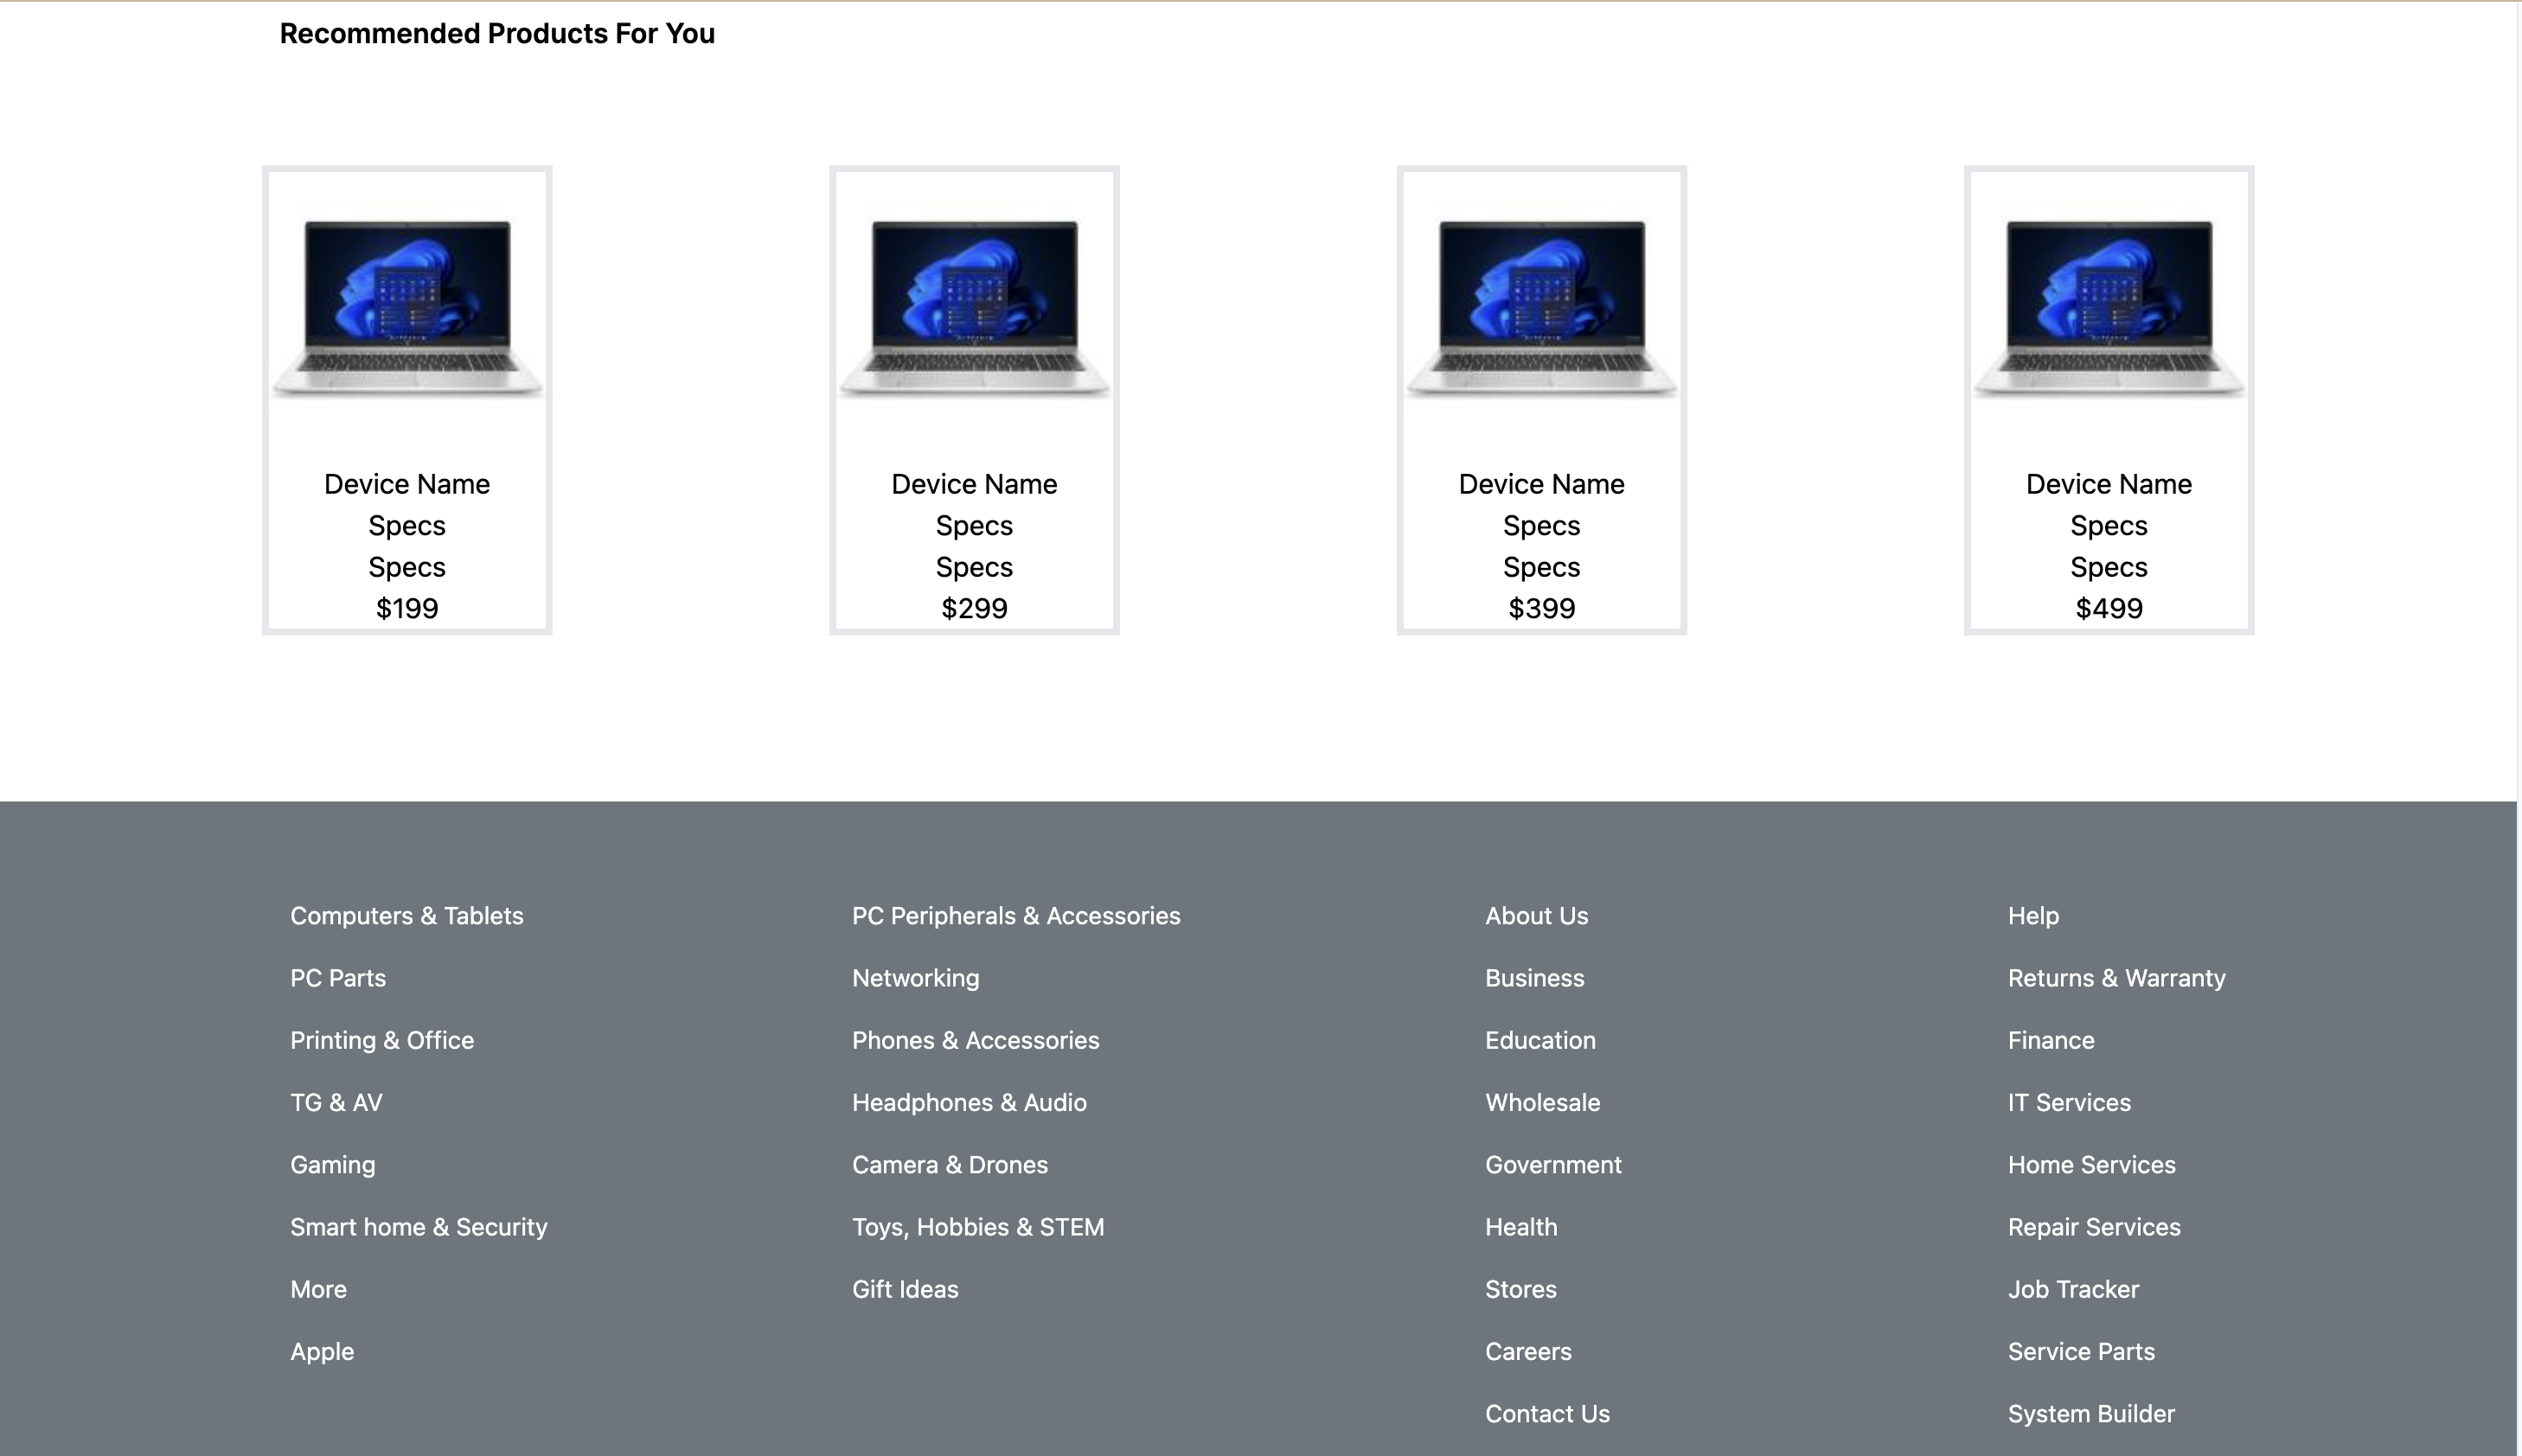 Recommended Products For You
Device Name
Specs
Specs
$199
Device Name
Specs
Specs
$299
Device Name
Specs
Specs
$399
Device Name
Specs
Specs
$499
Computers & Tablets
PC Parts
Printing & Office
TG & AV
Gaming
Smart home & Security
More
Apple
PC Peripherals & Accessories
Networking
Phones & Accessories
Headphones & Audio
Camera & Drones
Toys, Hobbies & STEM
Gift Ideas
About Us
Business
Education
Wholesale
Government
Health
Stores
Careers
Contact Us
Help
Returns & Warranty
Finance
IT Services
Home Services
Repair Services
Job Tracker
Service Parts
System Builder